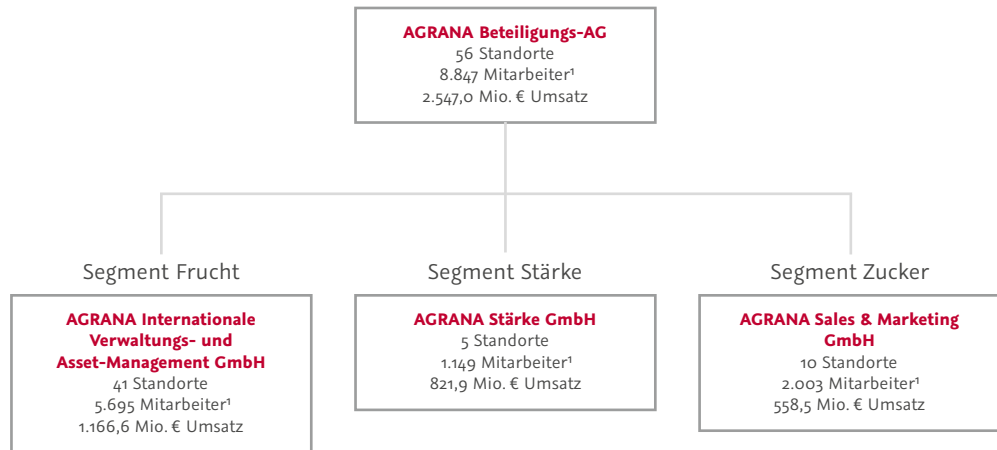 AGRANA Beteiligungs-AG
56 Standorte
8.847 Mitarbeiter¹
2.547,0 Mio. € Umsatz
Segment Frucht
AGRANA Internationale
Verwaltungs- und
Asset-Management GmbH
41 Standorte
5.695 Mitarbeiter¹
1.166,6 Mio. € Umsatz
Segment Stärke
AGRANA Stärke GmbH
5 Standorte
1.149 Mitarbeiter¹
821,9 Mio. € Umsatz
Segment Zucker
AGRANA Sales & Marketing
GmbH
10 Standorte
2.003 Mitarbeiter¹
558,5 Mio. € Umsatz